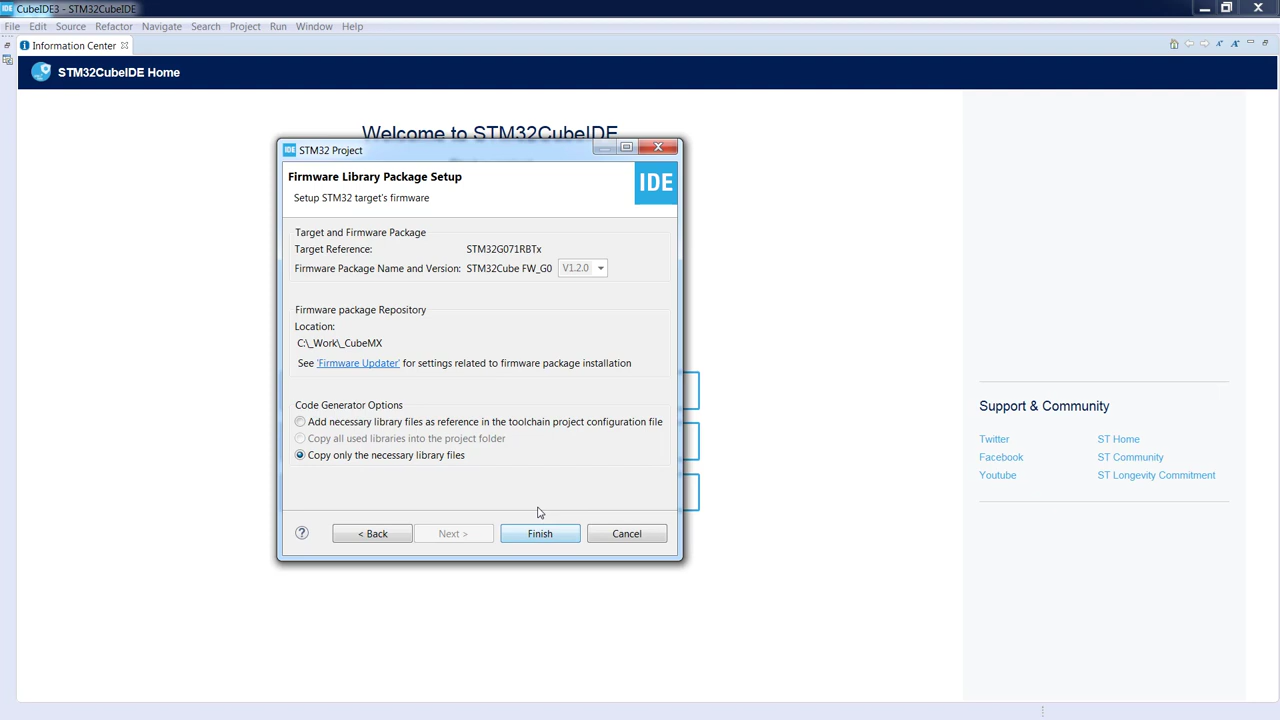 IDE CubeIDE3 - STM32CubeIDE
File Edit Source Refactor Navigate Search Project Run Window Help
Information Center
STM32CubeIDE Home
Welcome to STM32CubeIDE
IDE STM32 Project
Firmware Library Package Setup
IDE
Setup STM32 target's firmware
Target and Firmware Package
Target Reference: STM32G071RBTx
Firmware Package Name and Version: STM32Cube FW_G0 V1.2.0
Firmware package Repository
Location:
C:\_Work\_CubeMX
See 'Firmware Updater' for settings related to firmware package installation
Code Generator Options
Add necessary library files as reference in the toolchain project configuration file
Copy all used libraries into the project folder
Copy only the necessary library files
? < Back Next > Finish Cancel
Support & Community
Twitter ST Home
Facebook ST Community
Youtube ST Longevity Commitment